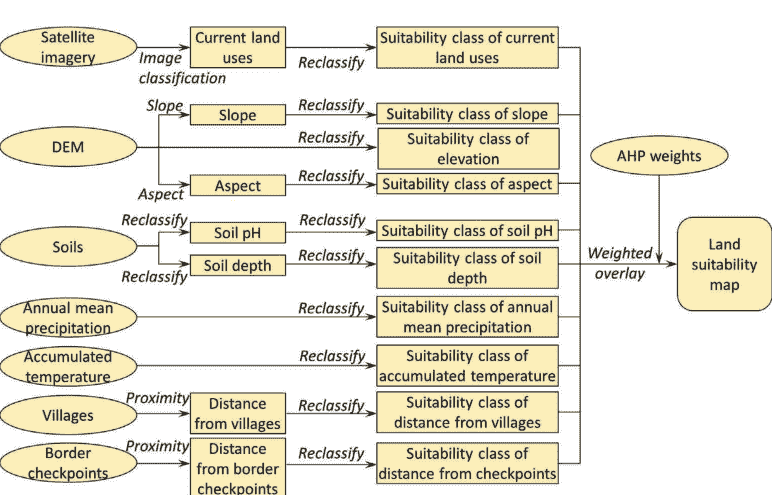 Satellite
imagery
Image
classification
Current land
uses
Reclassify
Suitability class of current
land uses
DEM
Slope
Slope
Reclassify
Suitability class of slope
Reclassify
Suitability class of
elevation
Aspect
Aspect
Reclassify
Suitability class of aspect
Soils
Reclassify
Soil pH
Reclassify
Suitability class of soil pH
Reclassify
Soil depth
Reclassify
Suitability class of soil
depth
Annual mean
precipitation
Reclassify
Suitability class of annual
mean precipitation
Accumulated
temperature
Reclassify
Suitability class of
accumulated temperature
Villages
Proximity
Distance
from villages
Reclassify
Suitability class of
distance from villages
Border
checkpoints
Proximity
Distance
from border
checkpoints
Reclassify
Suitability class of
distance from checkpoints
AHP weights
Weighted
overlay
Land
suitability
map